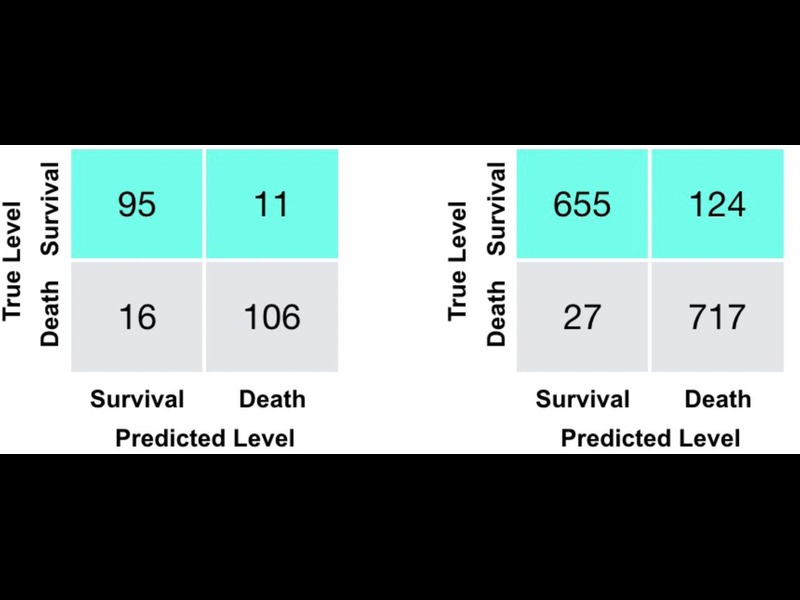 True Level
Survival
95
11
Death
16
106
Survival
Death
Predicted Level
True Level
Survival
655
124
Death
27
717
Survival
Death
Predicted Level